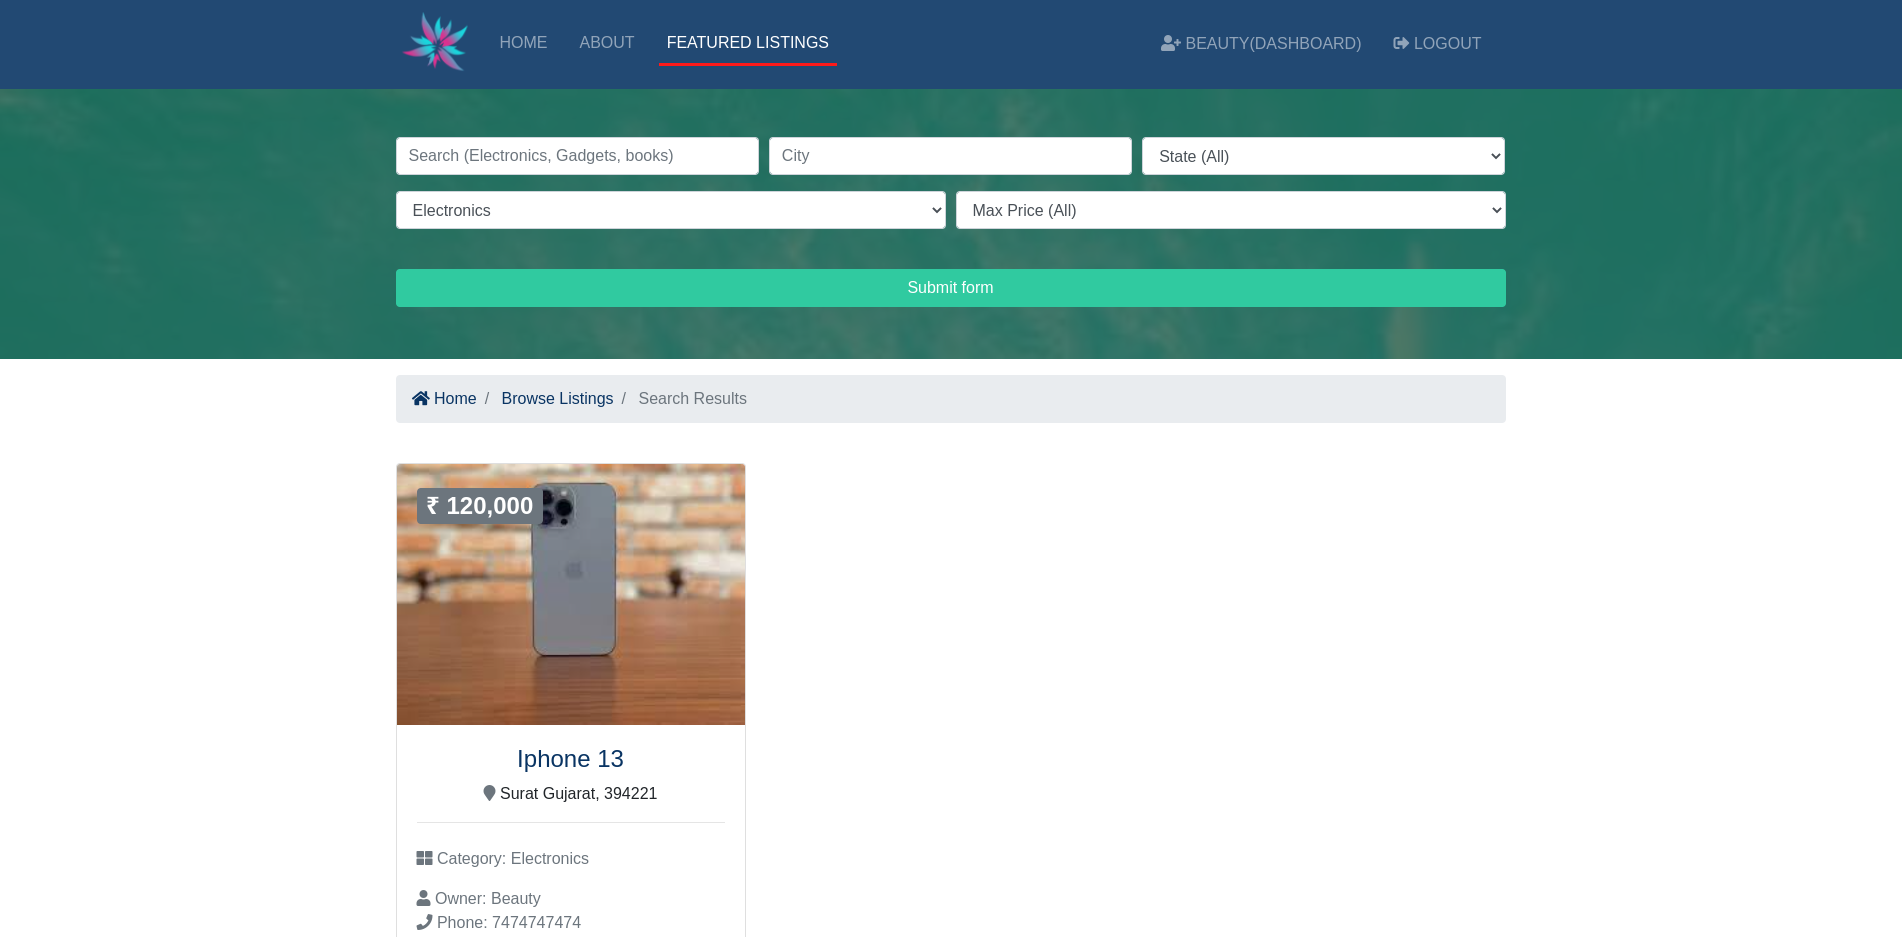 HOME ABOUT FEATURED LISTINGS BEAUTY(DASHBOARD) LOGOUT
Search (Electronics, Gadgets, books) City State (All)
Electronics Max Price (All)
Submit form
Home / Browse Listings / Search Results
₹ 120,000
Iphone 13
Surat Gujarat, 394221
Category: Electronics
Owner: Beauty
Phone: 7474747474